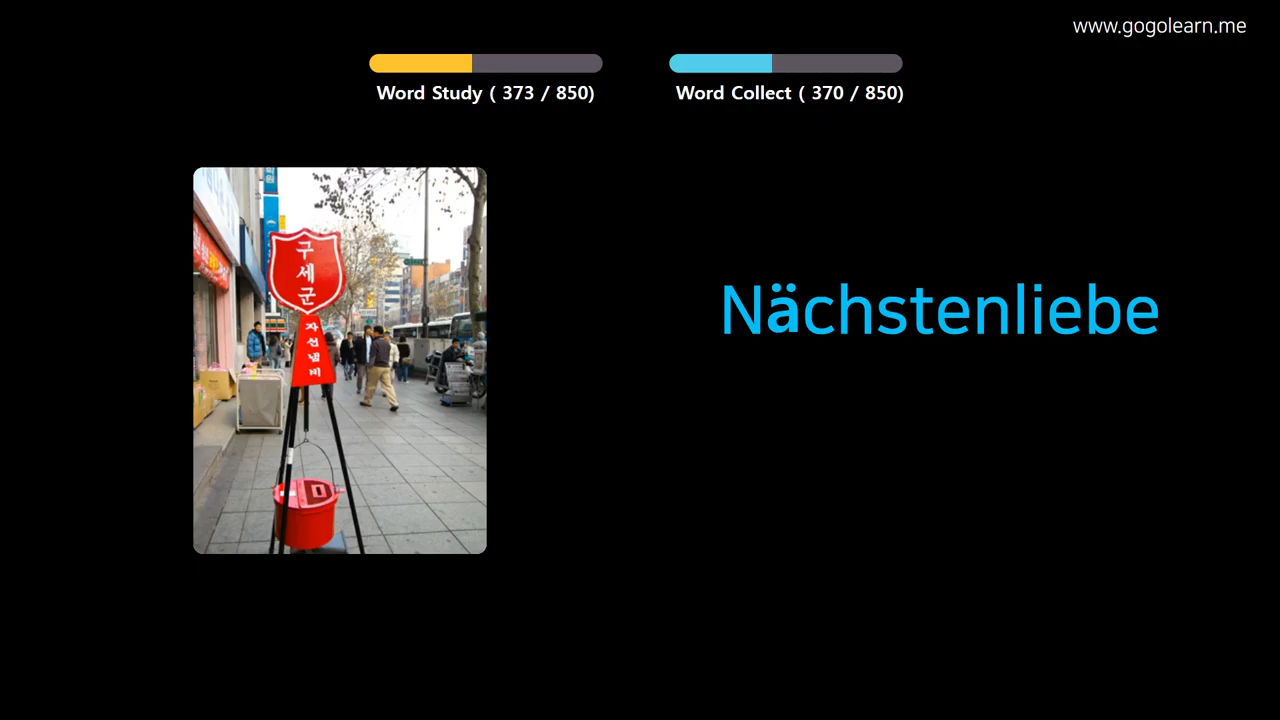 www.gogolearn.me
Word Study ( 373 / 850)
Word Collect ( 370 / 850)
구세군
자선냄비
Nächstenliebe